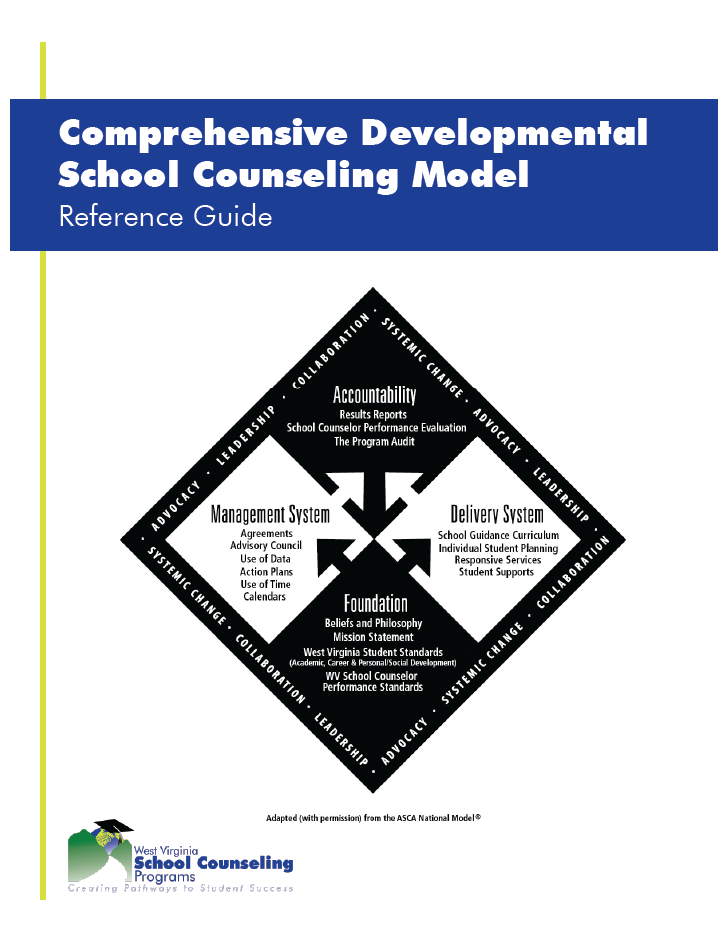 Comprehensive Developmental
School Counseling Model
Reference Guide
COLLABORATION · SYSTEMIC CHANGE · ADVOCACY · LEADERSHIP ·
ADVOCACY · LEADERSHIP ·
Accountability
Results Reports
School Counselor Performance Evaluation
The Program Audit
Management System
Agreements
Advisory Council
Use of Data
Action Plans
Use of Time
Calendars
Delivery System
School Guidance Curriculum
Individual Student Planning
Responsive Services
Student Supports
Foundation
Beliefs and Philosophy
Mission Statement
West Virginia Student Standards
(Academic, Career & Personal/Social Development)
WV School Counselor
Performance Standards
· SYSTEMIC CHANGE · COLLABORATION · LEADERSHIP ·
ADVOCACY · SYSTEMIC CHANGE · COLLABORATION
Adapted (with permission) from the ASCA National Model®
West Virginia
School Counseling
Programs
Creating Pathways to Student Success